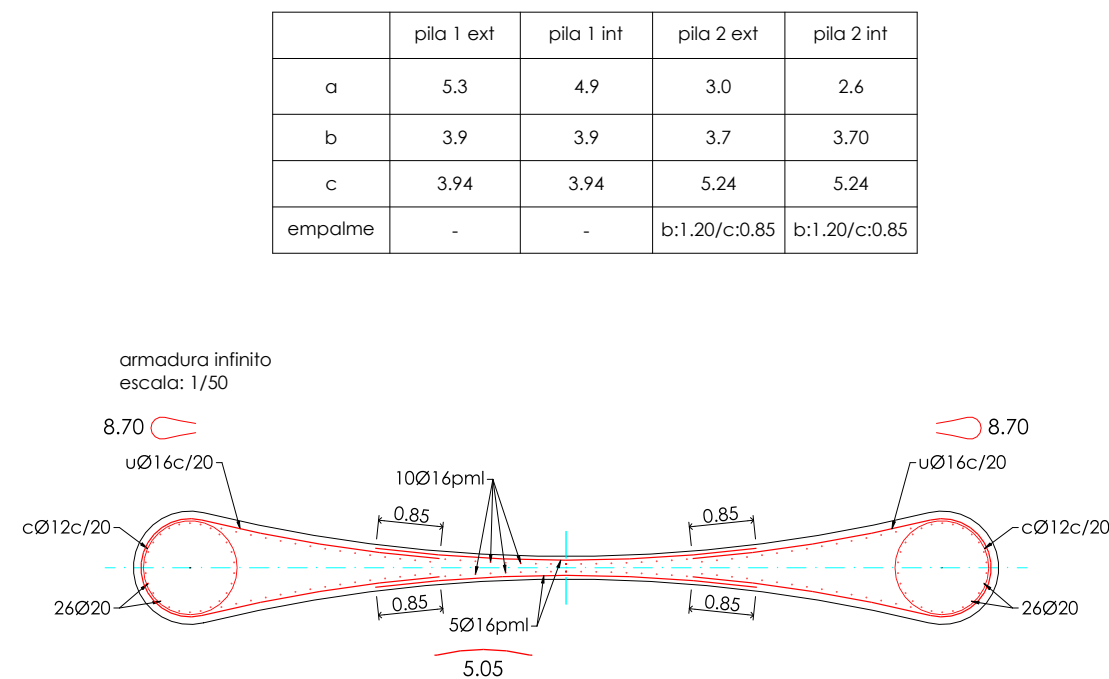 pila 1 ext pila 1 int pila 2 ext pila 2 int
a 5.3 4.9 3.0 2.6
b 3.9 3.9 3.7 3.70
c 3.94 3.94 5.24 5.24
empalme - - b:1.20/c:0.85 b:1.20/c:0.85
armadura infinito
escala: 1/50
8.70 8.70
uØ16c/20 uØ16c/20
10Ø16pml
0.85 0.85
cØ12c/20 cØ12c/20
26Ø20 26Ø20
0.85 0.85
5Ø16pml
5.05